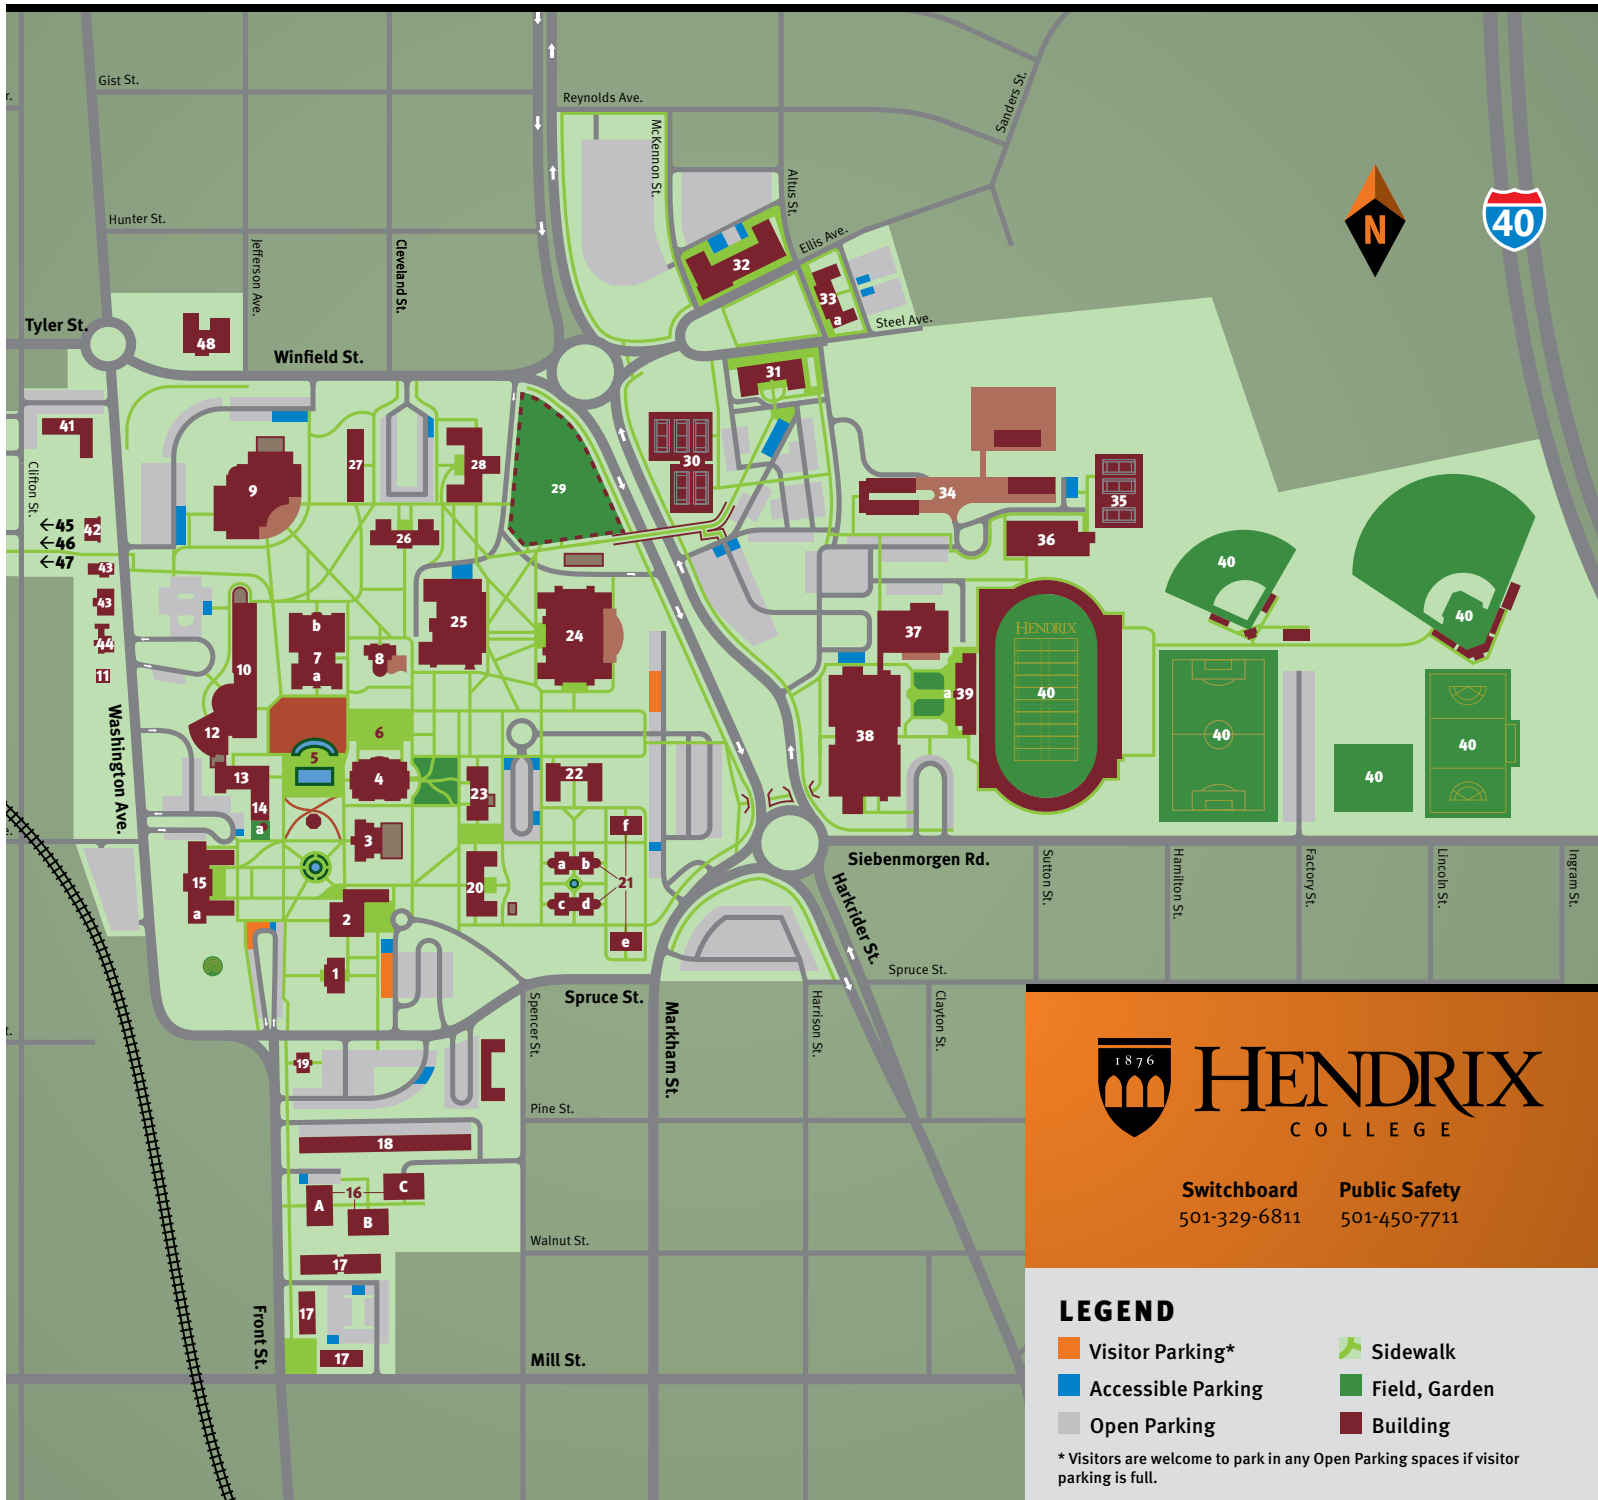 Gist St.
Reynolds Ave.
Sanders St.
McKennon St.
Altus St.
Hunter St.
Ellis Ave.
Jefferson Ave.
Cleveland St.
N
40
32
33
a
Steel Ave.
Tyler St.
48
Winfield St.
31
41
Clifton St.
9
27
28
29
30
34
35
←45
←46
←47
42
26
36
40
43
43
44
11
b
7
a
8
10
25
24
37
HENDRIX
40
40
a
39
Washington Ave.
12
5
6
38
40
40
40
13
14
a
4
23
22
3
f
15
a
20
a
b
c
d
21
e
2
1
Siebenmorgen Rd.
Sutton St.
Hamilton St.
Factory St.
Lincoln St.
Ingram St.
Harkrider St.
Spruce St.
Spruce St.
Spencer St.
Markham St.
Harrison St.
Clayton St.
19
Pine St.
18
16
A
B
C
Walnut St.
17
17
17
Front St.
Mill St.
1876
HENDRIX
COLLEGE
Switchboard Public Safety
501-329-6811 501-450-7711
LEGEND
Visitor Parking*
Sidewalk
Accessible Parking
Field, Garden
Open Parking
Building
* Visitors are welcome to park in any Open Parking spaces if visitor
parking is full.